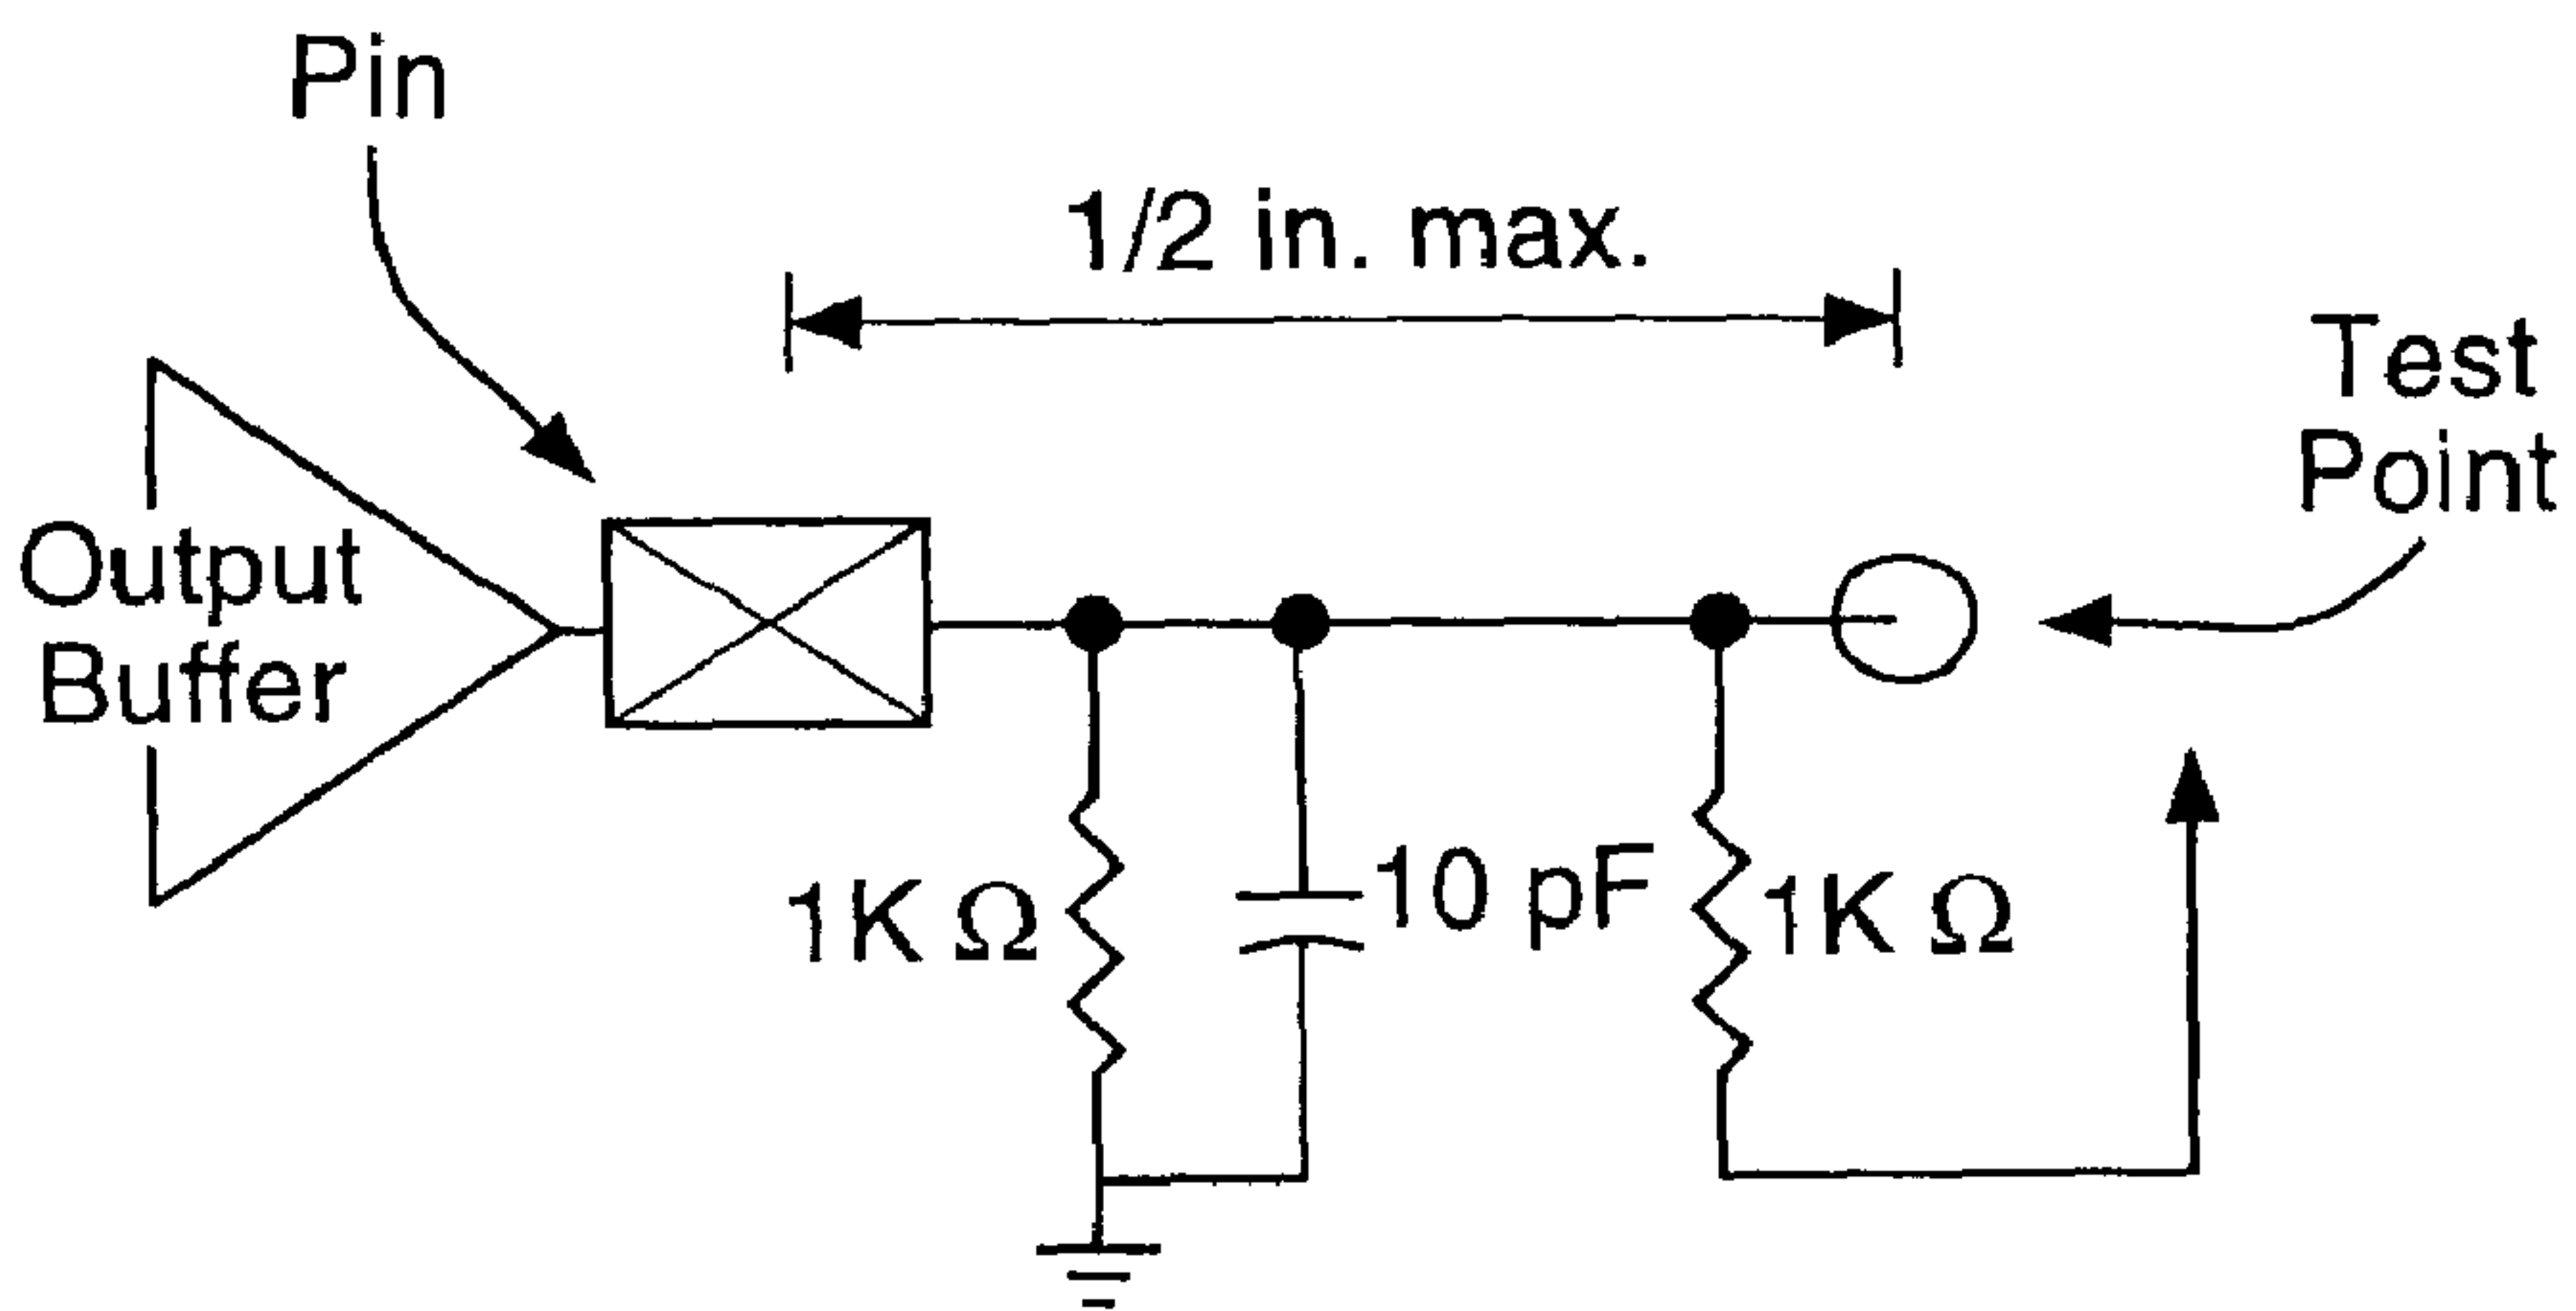 Pin
1/2 in. max.
Test
Point
Output
Buffer
1K Ω
10 pF
1K Ω